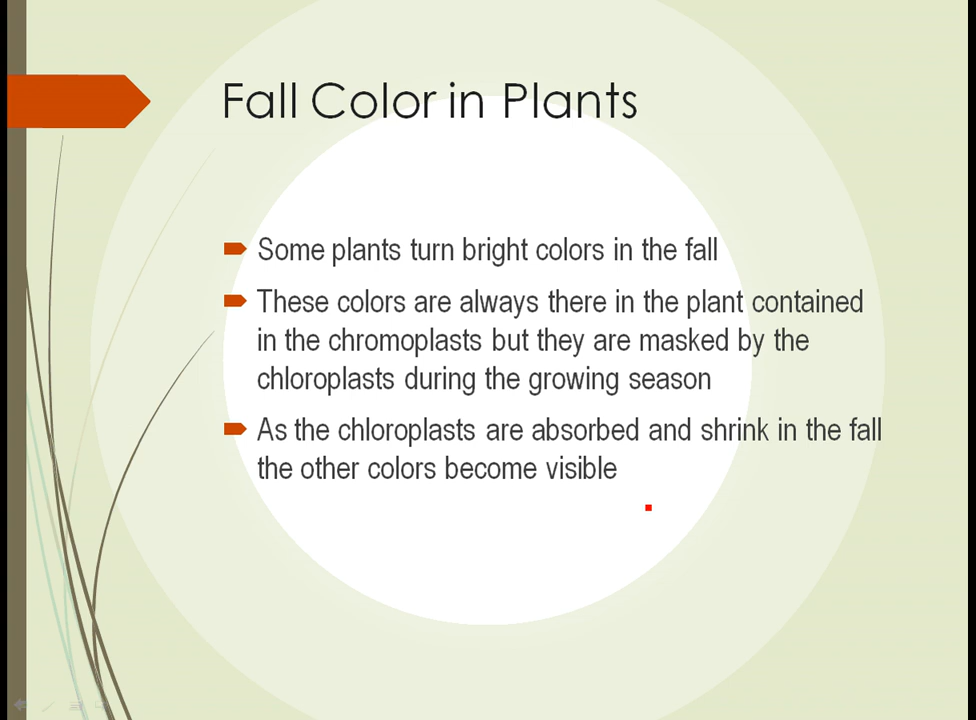 Fall Color in Plants
Some plants turn bright colors in the fall
These colors are always there in the plant contained
in the chromoplasts but they are masked by the
chloroplasts during the growing season
As the chloroplasts are absorbed and shrink in the fall
the other colors become visible